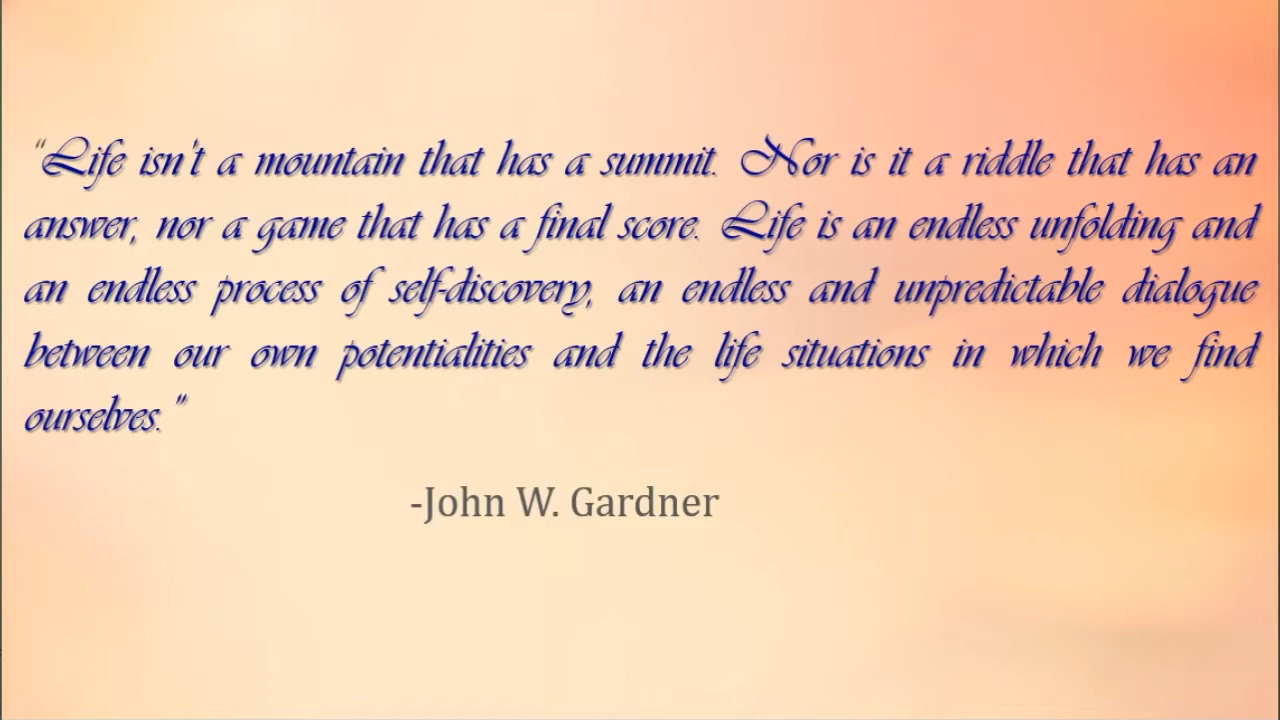 “Life isn't a mountain that has a summit. Nor is it a riddle that has an
answer, nor a game that has a final score. Life is an endless unfolding and
an endless process of self-discovery, an endless and unpredictable dialogue
between our own potentialities and the life situations in which we find
ourselves.”
-John W. Gardner